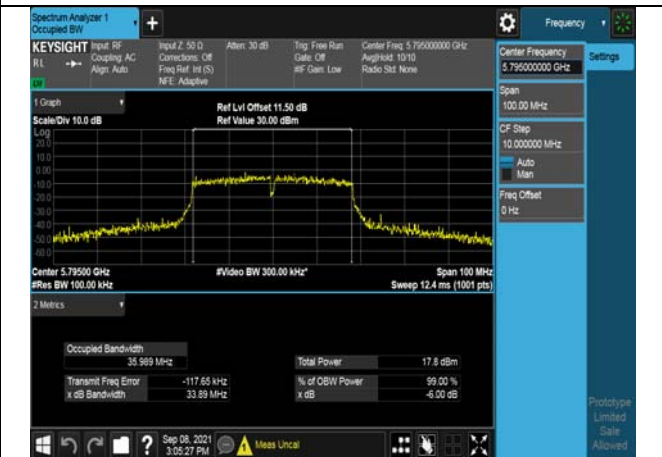 Spectrum Analyzer 1
Occupied BW
+
Frequency
KEYSIGHT
RL
Input: RF
Coupling: AC
Align: Auto
Input Z: 50 Ω
Corrections: Off
Freq Ref: Int (S)
NFE: Adaptive
Atten: 30 dB
Trig: Free Run
Gate: Off
#IF Gain: Low
Center Freq: 5.795000000 GHz
Avg|Hold: 10/10
Radio Std: None
Center Frequency
5.795000000 GHz
Settings
Span
100.00 MHz
CF Step
10.000000 MHz
Auto
Man
Freq Offset
0 Hz
1 Graph
Scale/Div 10.0 dB
Ref Lvl Offset 11.50 dB
Ref Value 30.00 dBm
Log
20.0
10.0
0.00
-10.0
-20.0
-30.0
-40.0
-50.0
-60.0
Center 5.79500 GHz
#Res BW 100.00 kHz
#Video BW 300.00 kHz*
Span 100 MHz
Sweep 12.4 ms (1001 pts)
2 Metrics
Occupied Bandwidth
35.989 MHz
Total Power 17.8 dBm
Transmit Freq Error -117.65 kHz
% of OBW Power 99.00 %
x dB Bandwidth 33.89 MHz
x dB -6.00 dB
Prototype
Limited
Sale
Allowed
?
Sep 08, 2021
3:05:27 PM
Meas Uncal